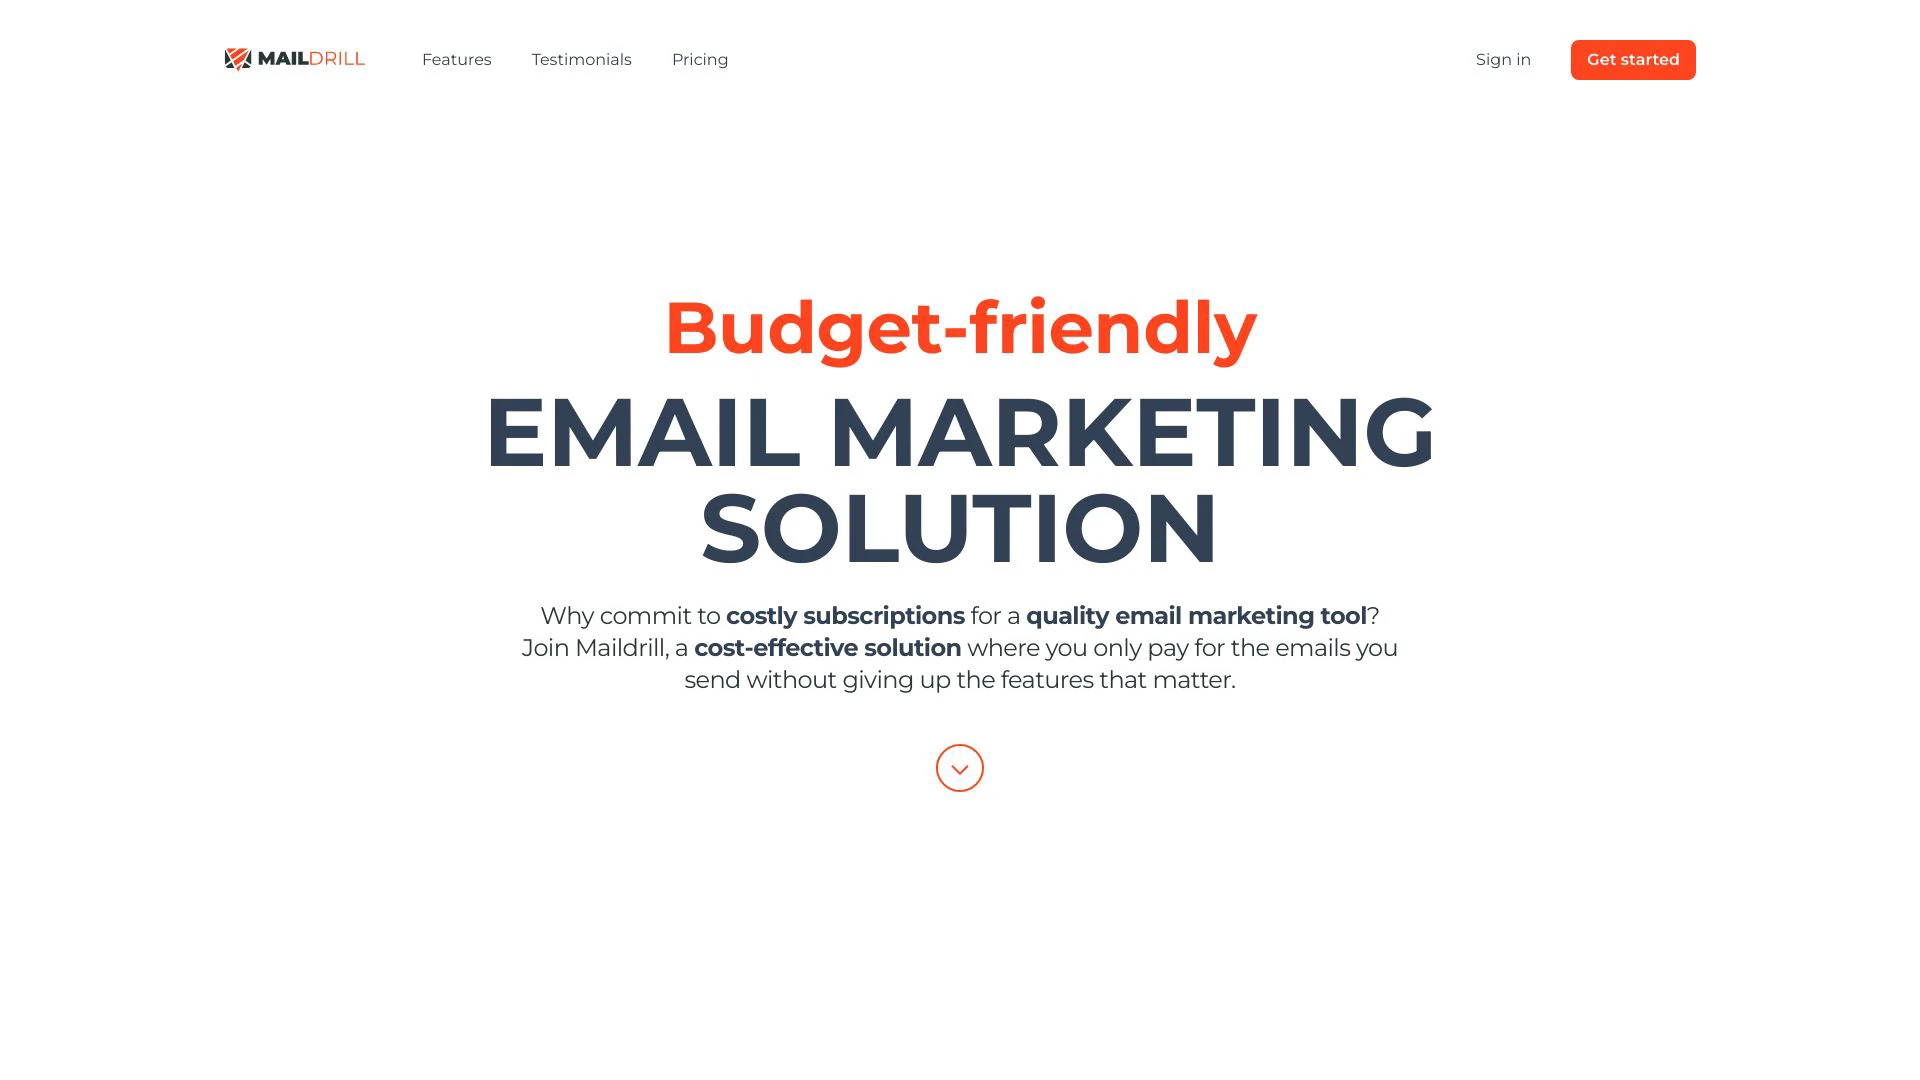 MAILDRILL
Features
Testimonials
Pricing
Sign in
Get started
Budget-friendly
EMAIL MARKETING
SOLUTION
Why commit to costly subscriptions for a quality email marketing tool?
Join Maildrill, a cost-effective solution where you only pay for the emails you
send without giving up the features that matter.